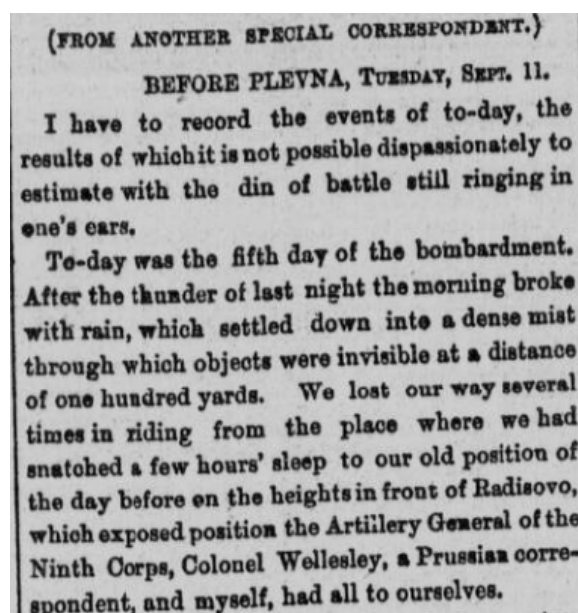 (FROM ANOTHER SPECIAL CORRESPONDENT.)
BEFORE PLEVNA, TUESDAY, SEPT. 11.
I have to record the events of to-day, the
results of which it is not possible dispassionately to
estimate with the din of battle still ringing in
one's ears.
To-day was the fifth day of the bombardment.
After the thunder of last night the morning broke
with rain, which settled down into a dense mist
through which objects were invisible at a distance
of one hundred yards. We lost our way several
times in riding from the place where we had
snatched a few hours' sleep to our old position of
the day before on the heights in front of Radisovo,
which exposed position the Artillery General of the
Ninth Corps, Colonel Wellesley, a Prussian corre-
spondent, and myself, had all to ourselves.